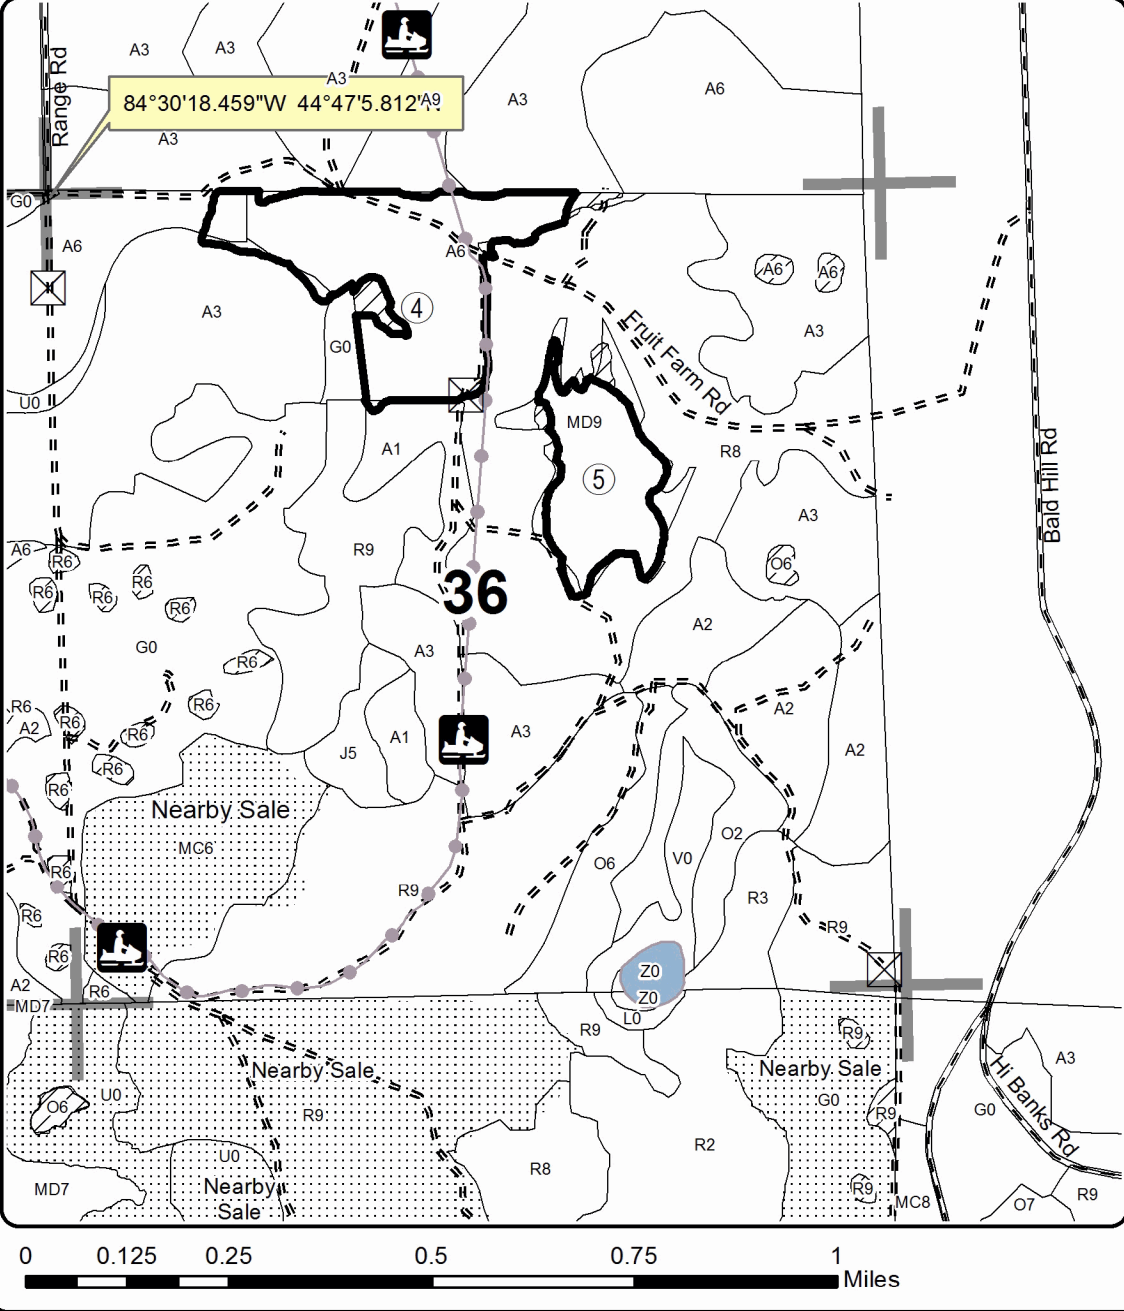 A3
A3
A3
A3
A6
Range Rd
84°30'18.459"W 44°47'5.812"N
A9
A3
G0
A6
A6
A6
A6
A3
4
A3
G0
Fruit Farm Rd
U0
MD9
A1
R8
Bald Hill Rd
5
A3
R9
A6
R6
O6
R6
R6
R6
R6
36
A2
G0
A3
R6
R6
R6
A2
R6
R6
A2
A3
J5
A1
A2
R6
R6
Nearby Sale
MC6
O2
O6
V0
R6
R9
R3
R6
R9
R6
Z0
A2
R6
Z0
MD7
L0
R9
R9
A3
Nearby Sale
Nearby Sale
U0
G0
O6
R9
R9
G0
Hi Banks Rd
R2
U0
R8
MD7
Nearby
Sale
R9
MC8
O7
R9
0 0.125 0.25 0.5 0.75 1
Miles